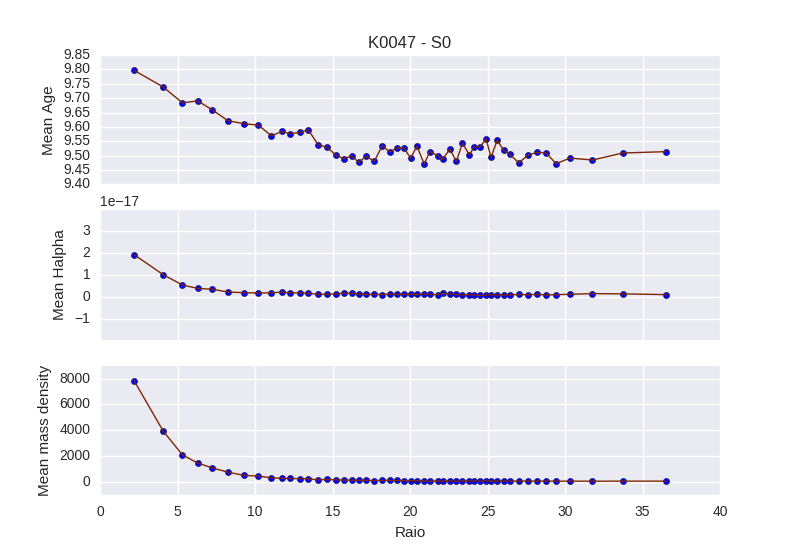 K0047 - S0
9.85
9.80
9.75
9.70
9.65
9.60
9.55
9.50
9.45
9.40
Mean Age
1e−17
3
2
1
0
−1
Mean Halpha
8000
6000
4000
2000
0
Mean mass density
0 5 10 15 20 25 30 35 40
Raio